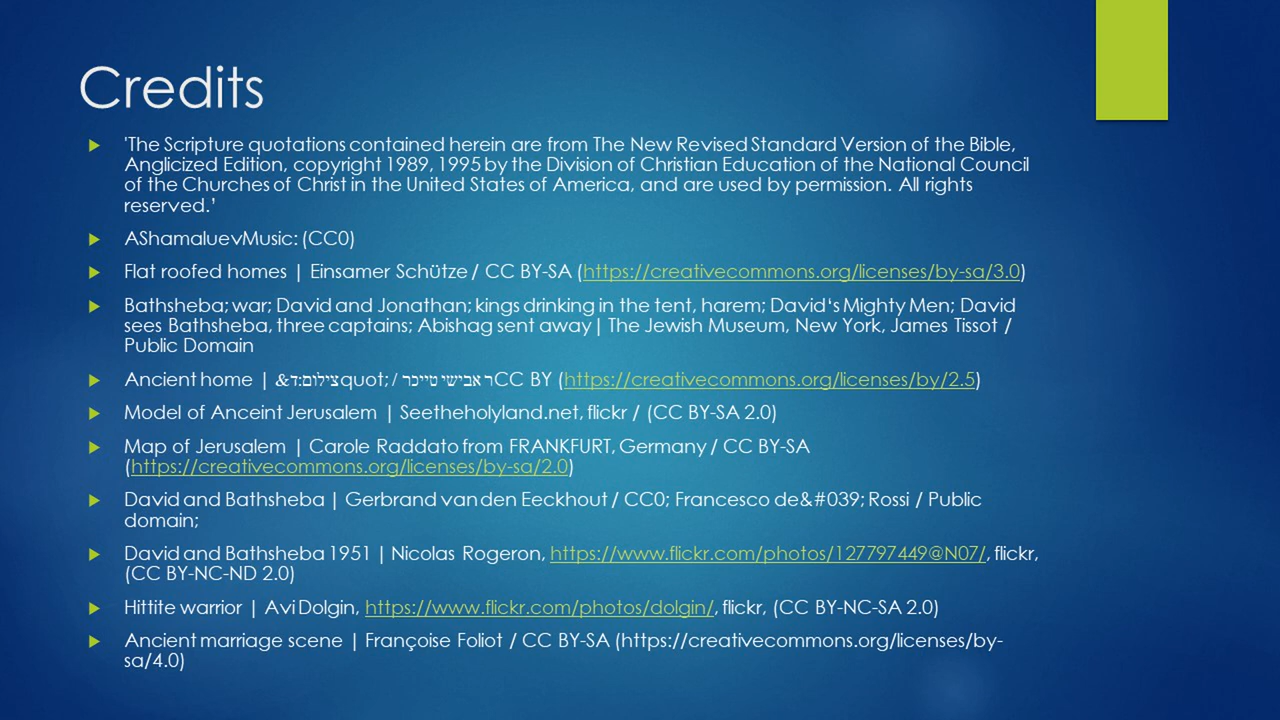 Credits
'The Scripture quotations contained herein are from The New Revised Standard Version of the Bible,
Anglicized Edition, copyright 1989, 1995 by the Division of Christian Education of the National Council
of the Churches of Christ in the United States of America, and are used by permission. All rights
reserved.'
AShamaluevMusic: (CC0)
Flat roofed homes | Einsamer Schütze / CC BY-SA (https://creativecommons.org/licenses/by-sa/3.0)
Bathsheba; war; David and Jonathan; kings drinking in the tent, harem; David‘s Mighty Men; David
sees Bathsheba, three captains; Abishag sent away | The Jewish Museum, New York, James Tissot /
Public Domain
Ancient home | &צילום:ד quot; / ר אבישי טייכר CC BY (https://creativecommons.org/licenses/by/2.5)
Model of Anceint Jerusalem | Seetheholyland.net, flickr / (CC BY-SA 2.0)
Map of Jerusalem | Carole Raddato from FRANKFURT, Germany / CC BY-SA
(https://creativecommons.org/licenses/by-sa/2.0)
David and Bathsheba | Gerbrand van den Eeckhout / CC0; Francesco de&#039; Rossi / Public
domain;
David and Bathsheba 1951 | Nicolas Rogeron, https://www.flickr.com/photos/127797449@N07/, flickr,
(CC BY-NC-ND 2.0)
Hittite warrior | Avi Dolgin, https://www.flickr.com/photos/dolgin/, flickr, (CC BY-NC-SA 2.0)
Ancient marriage scene | Françoise Foliot / CC BY-SA (https://creativecommons.org/licenses/by-
sa/4.0)